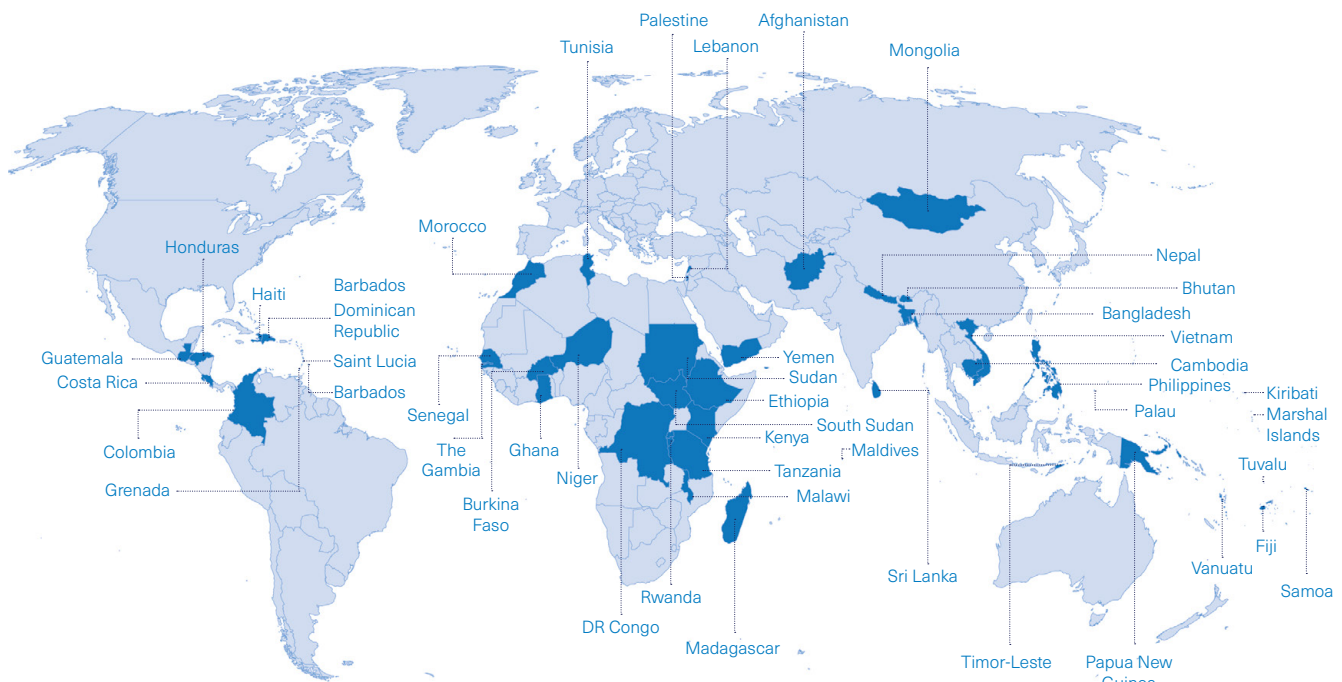 Palestine
Afghanistan
Tunisia
Lebanon
Mongolia
Morocco
Honduras
Nepal
Haiti
Barbados
Bhutan
Dominican
Republic
Bangladesh
Vietnam
Guatemala
Saint Lucia
Yemen
Cambodia
Costa Rica
Barbados
Sudan
Philippines
Kiribati
Ethiopia
Senegal
Palau
Marshal
Islands
South Sudan
Colombia
The
Gambia
Ghana
Kenya
Maldives
Tuvalu
Grenada
Niger
Tanzania
Malawi
Burkina
Faso
Fiji
Vanuatu
Sri Lanka
Samoa
Rwanda
DR Congo
Madagascar
Timor-Leste
Papua New
Guinea